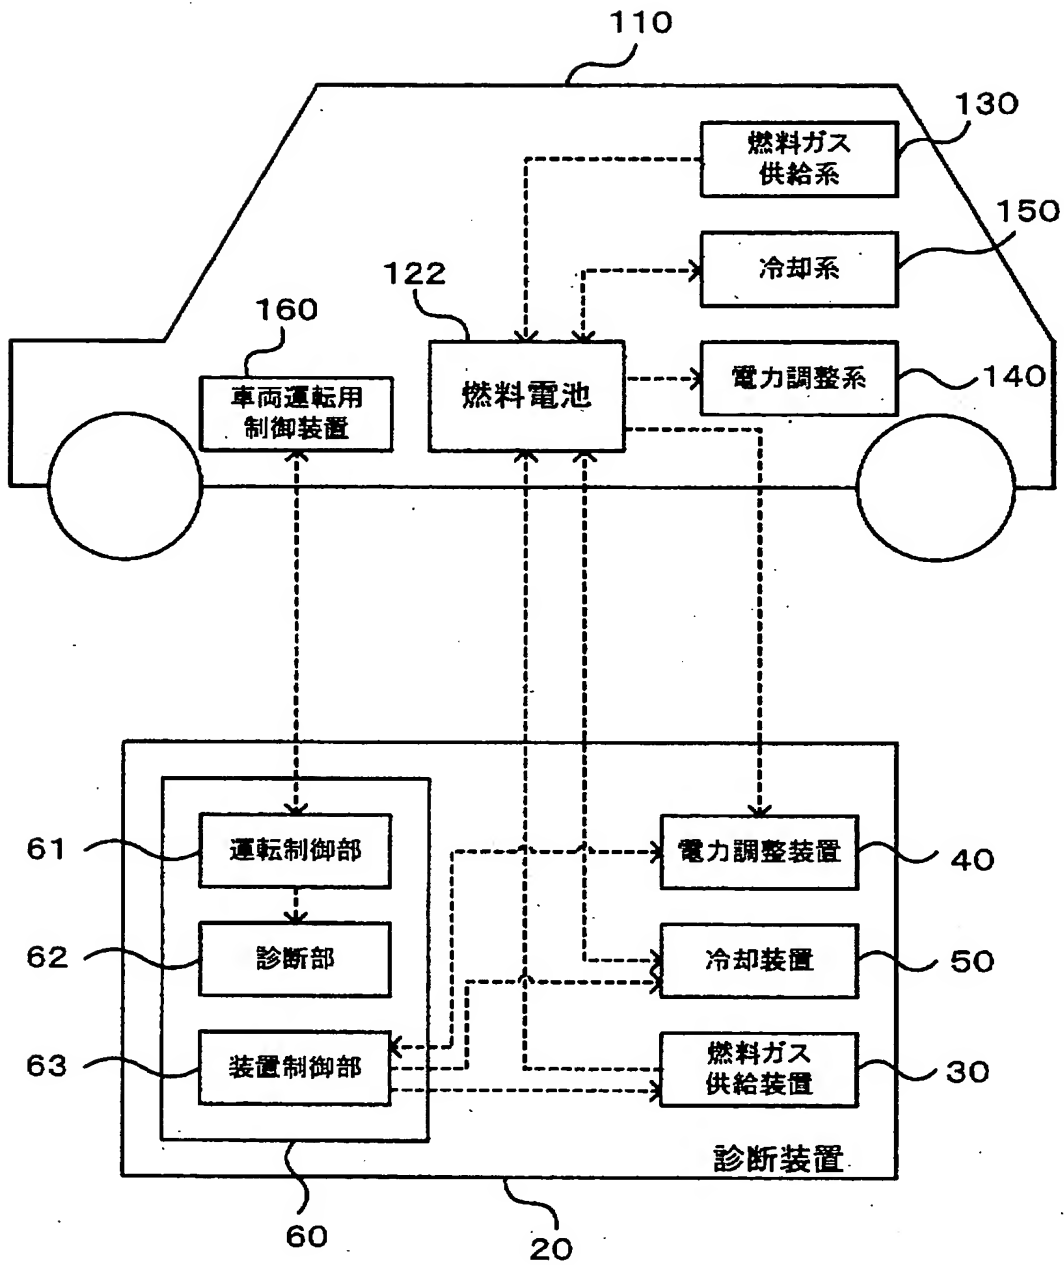 110
130
燃料ガス
供給系
150
冷却系
122
160
燃料電池
電力調整系
140
車両運転用
制御装置
61
運転制御部
電力調整装置
40
62
診断部
冷却装置
50
63
装置制御部
燃料ガス
供給装置
30
診断装置
60
20